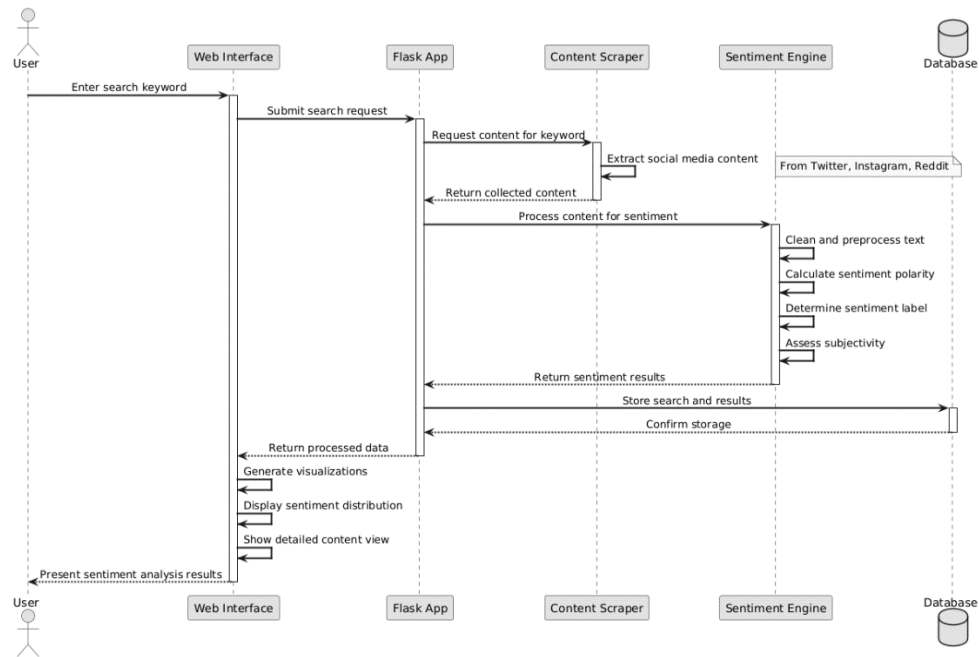 User
Web Interface
Flask App
Content Scraper
Sentiment Engine
Database
Enter search keyword
Submit search request
Request content for keyword
Extract social media content
From Twitter, Instagram, Reddit
Return collected content
Process content for sentiment
Clean and preprocess text
Calculate sentiment polarity
Determine sentiment label
Assess subjectivity
Return sentiment results
Store search and results
Confirm storage
Return processed data
Generate visualizations
Display sentiment distribution
Show detailed content view
Present sentiment analysis results
User
Web Interface
Flask App
Content Scraper
Sentiment Engine
Database